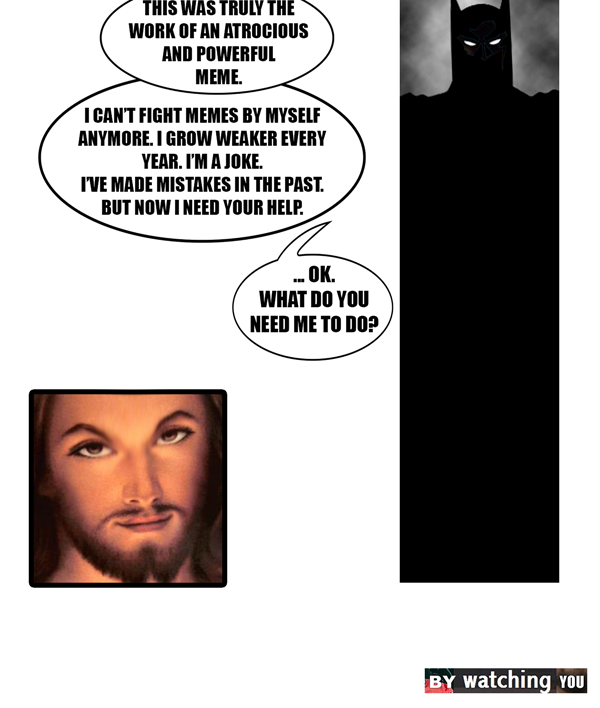 THIS WAS TRULY THE
WORK OF AN ATROCIOUS
AND POWERFUL
MEME.
I CAN'T FIGHT MEMES BY MYSELF
ANYMORE. I GROW WEAKER EVERY
YEAR. I'M A JOKE.
I'VE MADE MISTAKES IN THE PAST.
BUT NOW I NEED YOUR HELP.
... OK.
WHAT DO YOU
NEED ME TO DO?
BY watching YOU